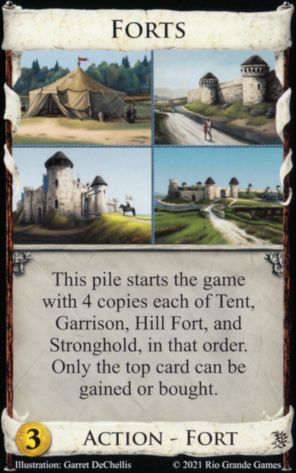 FORTS
This pile starts the game
with 4 copies each of Tent,
Garrison, Hill Fort, and
Stronghold, in that order.
Only the top card can be
gained or bought.
3 ACTION - FORT
Illustration: Garret DeChellis © 2021 Rio Grande Games